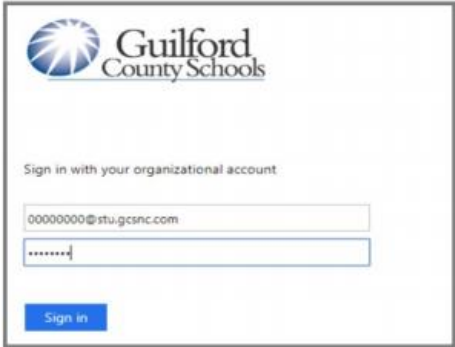 Guilford
County Schools
Sign in with your organizational account
00000000@stu.gcsnc.com
••••••••
Sign in